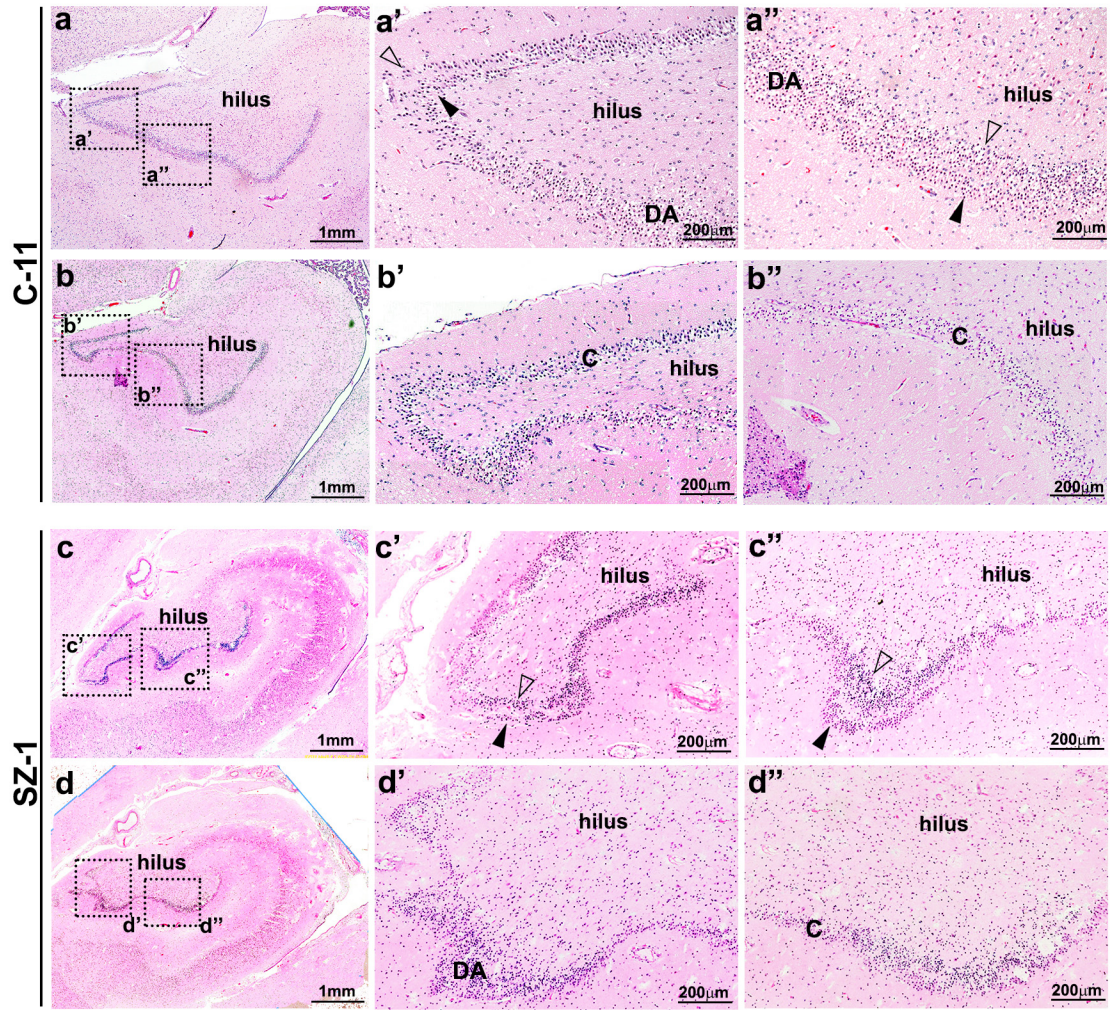 C-11
a
hilus
a’
a’’
1mm
a’
hilus
DA
200μm
a’’
DA
hilus
200μm
b
b’
hilus
b’’
1mm
b’
C
hilus
200μm
b’’
C
hilus
200μm
SZ-1
c
hilus
c’
c’’
1mm
c’
hilus
200μm
c’’
hilus
200μm
d
hilus
d’
d’’
1mm
d’
hilus
DA
200μm
d’’
hilus
C
200μm